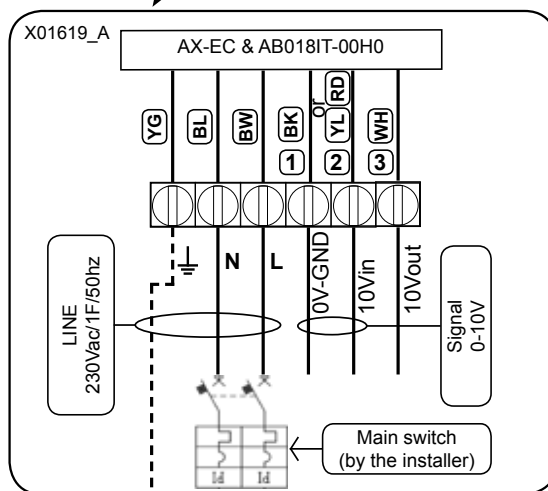 X01619_A
AX-EC & AB018IT-00H0
YG
BL
BW
BK
or
YL
RD
WH
1
2
3
N
L
0V-GND
10Vin
10Vout
LINE
230Vac/1F/50hz
Signal
0-10V
Main switch
(by the installer)
Id
Id